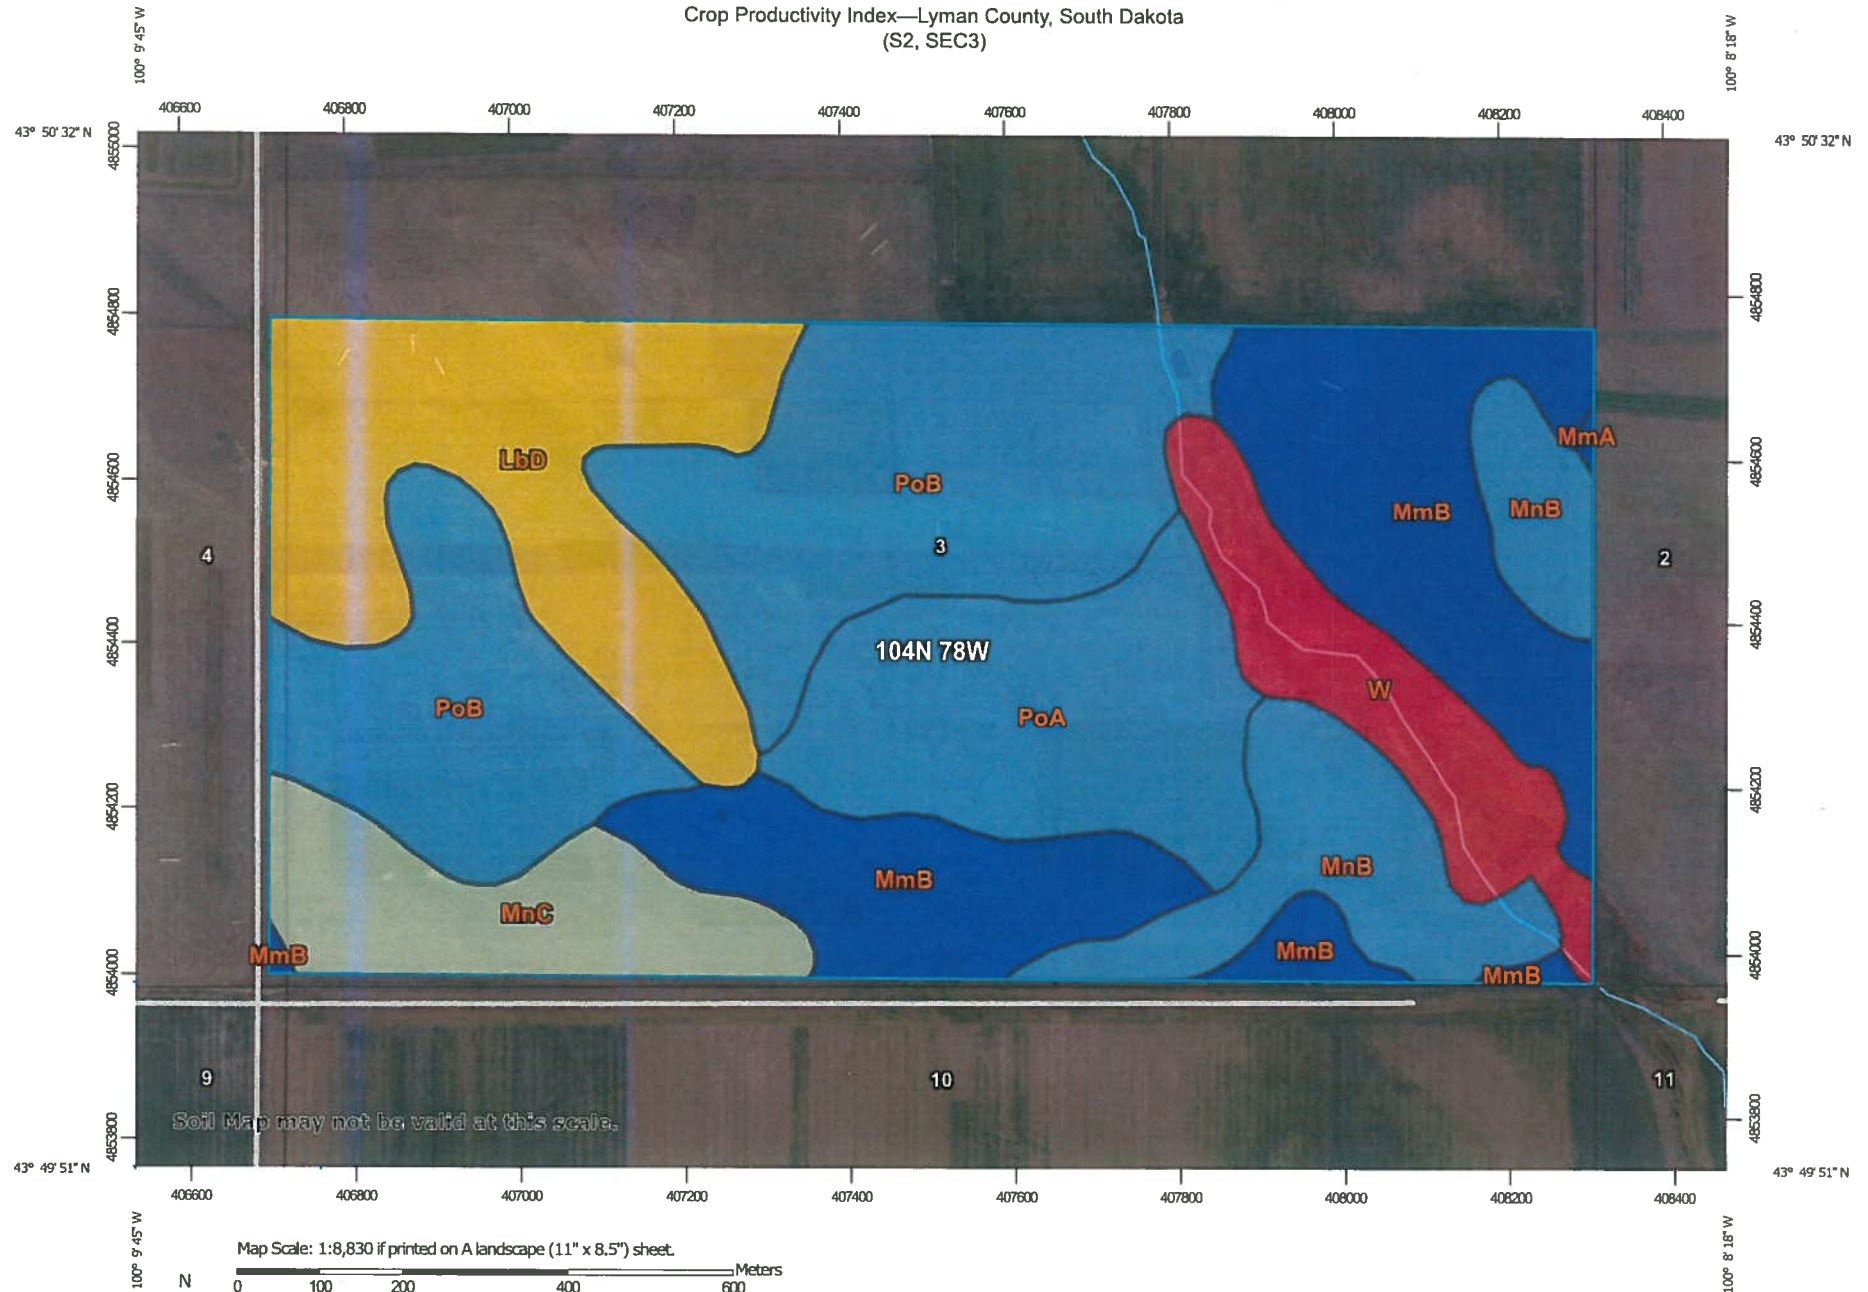 Crop Productivity Index—Lyman County, South Dakota
(S2, SEC3)
100° 9' 45" W
100° 8' 18" W
406600 406800 407000 407200 407400 407600 407800 408000 408200 408400
43° 50' 32" N
43° 50' 32" N
4855000
4854800
4854800
MmA
LbD
4854600
4854600
PoB
MmB
MnB
3
4
2
4854400
4854400
104N 78W
W
PoB
PoA
4854200
4854200
MnB
MmB
MnC
MmB
MmB
MmB
4854000
4854000
9
10
11
Soil Map may not be valid at this scale.
4853800
4853800
43° 49' 51" N
43° 49' 51" N
406600 406800 407000 407200 407400 407600 407800 408000 408200 408400
100° 9' 45" W
100° 8' 18" W
Map Scale: 1:8,830 if printed on A landscape (11" x 8.5") sheet.
N
Meters
0 100 200 400 600